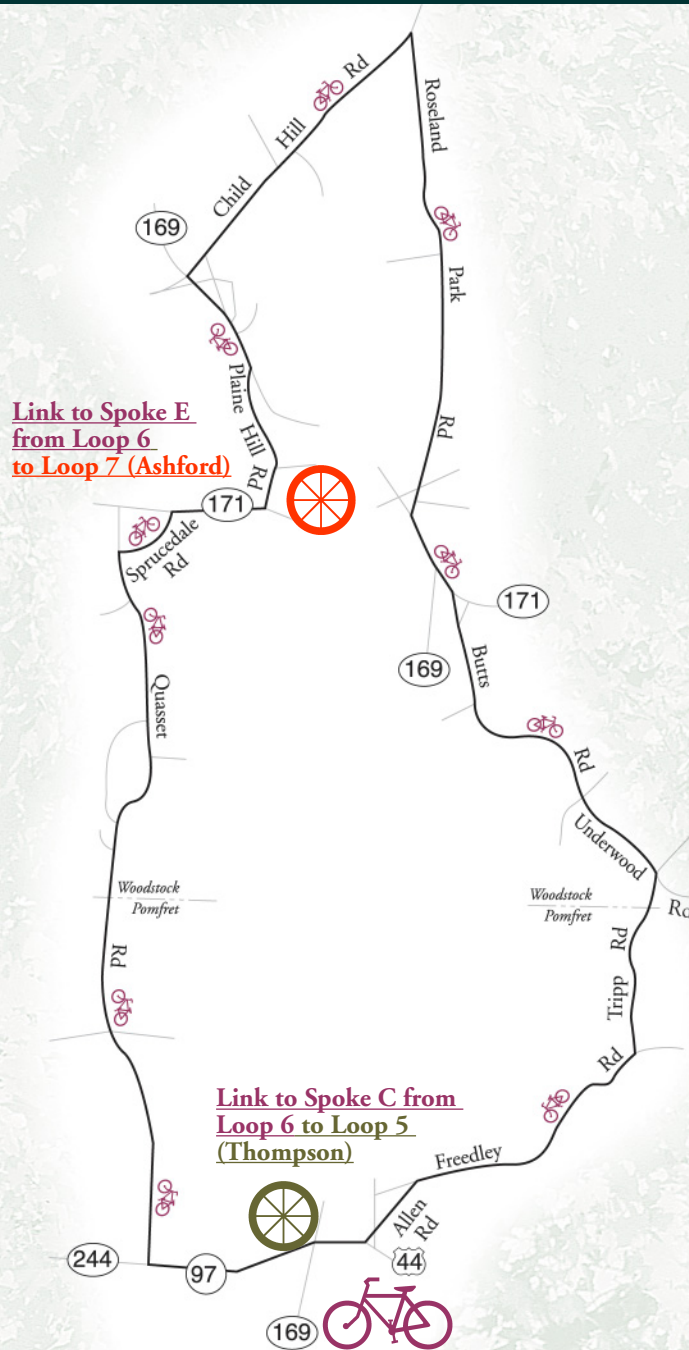 Child Hill Rd
Roseland Park Rd
169
Plaine Hill Rd
Link to Spoke E
from Loop 6
to Loop 7 (Ashford)
171
Sprucedale
Rd
171
169
Butts Rd
Quasset Rd
Underwood Rd
Woodstock
Pomfret
Woodstock
Pomfret
Tripp Rd
Link to Spoke C from
Loop 6 to Loop 5
(Thompson)
Freedley Rd
Allen
Rd
244
97
44
169